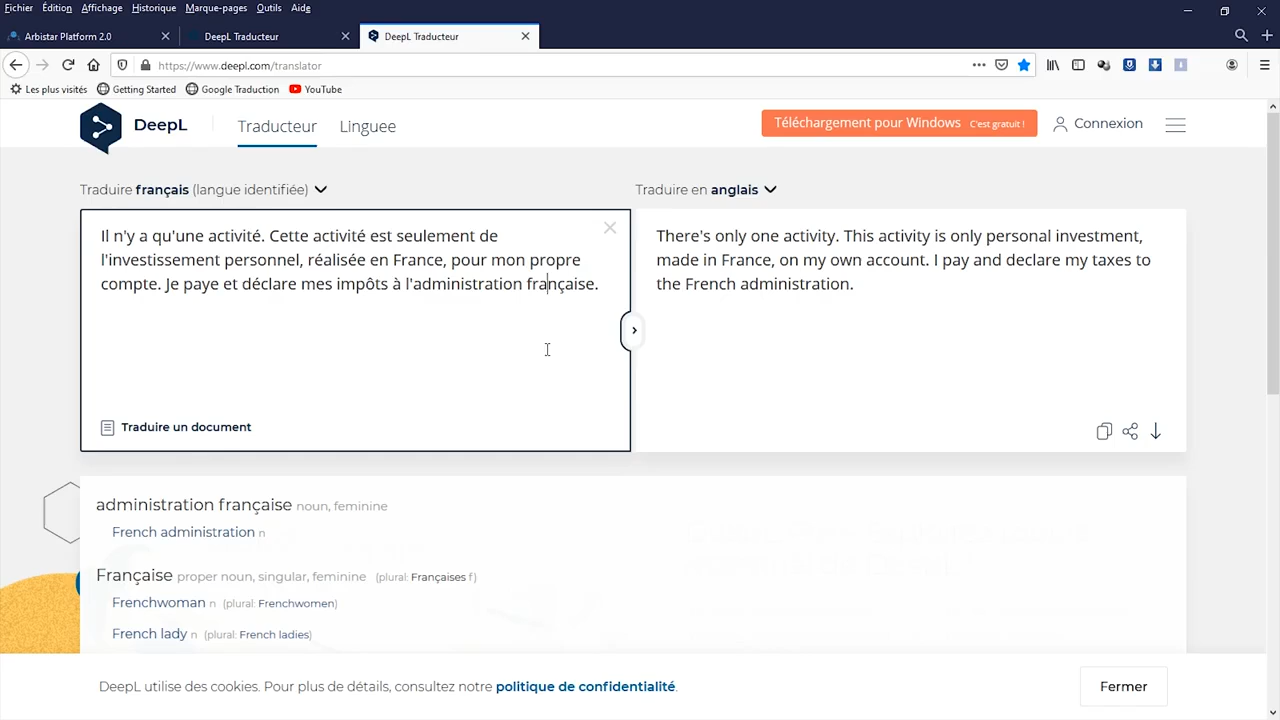 Fichier Édition Affichage Historique Marque-pages Outils Aide
Arbistar Platform 2.0
DeepL Traducteur
DeepL Traducteur
https://www.deepl.com/translator
Les plus visités Getting Started Google Traduction YouTube
DeepL Traducteur Linguee Téléchargement pour Windows C'est gratuit ! Connexion
Traduire français (langue identifiée)
Traduire en anglais
Il n'y a qu'une activité. Cette activité est seulement de
l'investissement personnel, réalisée en France, pour mon propre
compte. Je paye et déclare mes impôts à l'administration française.
There's only one activity. This activity is only personal investment,
made in France, on my own account. I pay and declare my taxes to
the French administration.
Traduire un document
administration française noun, feminine
French administration n
Française proper noun, singular, feminine (plural: Françaises f)
Frenchwoman n (plural: Frenchwomen)
French lady n (plural: French ladies)
DeepL utilise des cookies. Pour plus de détails, consultez notre politique de confidentialité.
Fermer